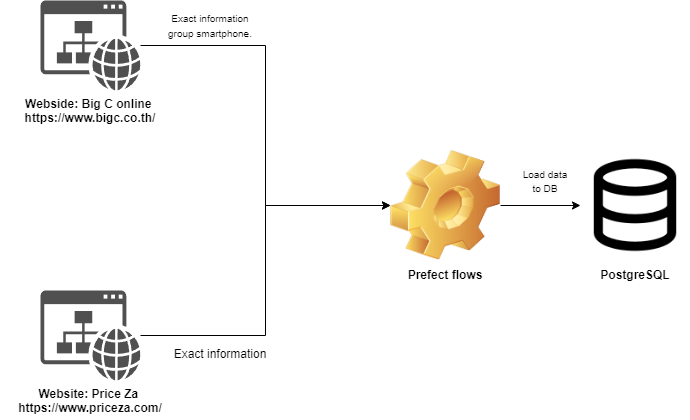 Exact information
group smartphone.
Webside: Big C online
https://www.bigc.co.th/
Load data
to DB
Prefect flows
PostgreSQL
Exact information
Website: Price Za
https://www.priceza.com/